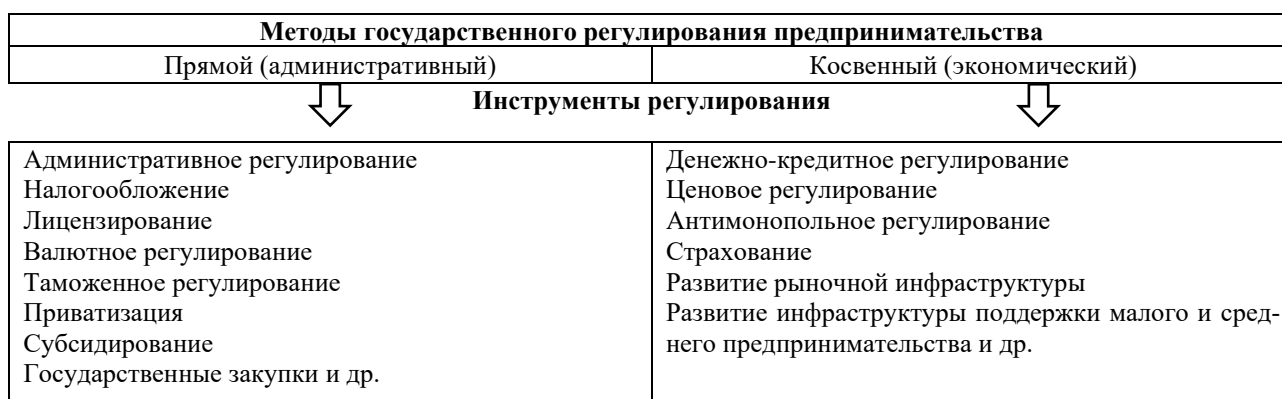 Методы государственного регулирования предпринимательства
Прямой (административный)
Косвенный (экономический)
Инструменты регулирования
Административное регулирование
Налогообложение
Лицензирование
Валютное регулирование
Таможенное регулирование
Приватизация
Субсидирование
Государственные закупки и др.
Денежно-кредитное регулирование
Ценовое регулирование
Антимонопольное регулирование
Страхование
Развитие рыночной инфраструктуры
Развитие инфраструктуры поддержки малого и сред-
него предпринимательства и др.